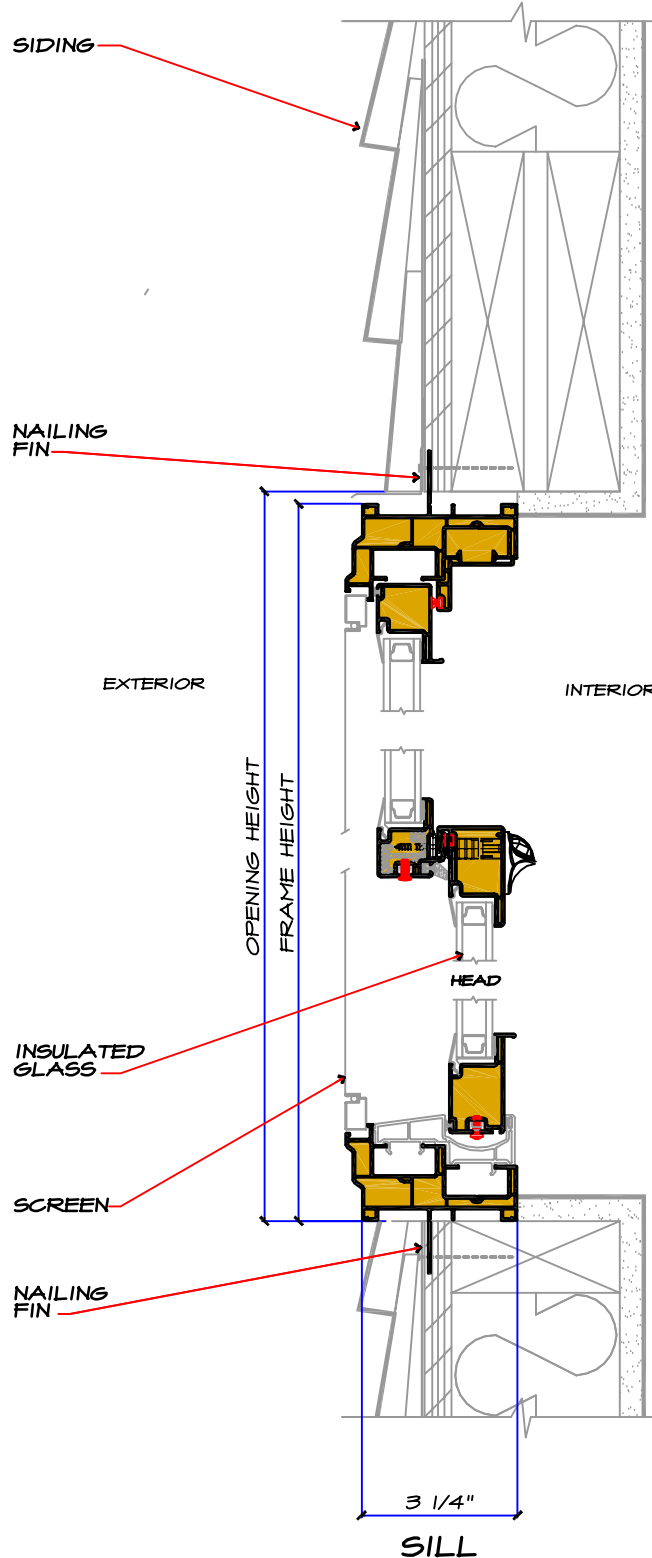 SIDING
NAILING
FIN
EXTERIOR
INTERIOR
OPENING HEIGHT
FRAME HEIGHT
HEAD
INSULATED
GLASS
SCREEN
NAILING
FIN
3 1/4"
SILL